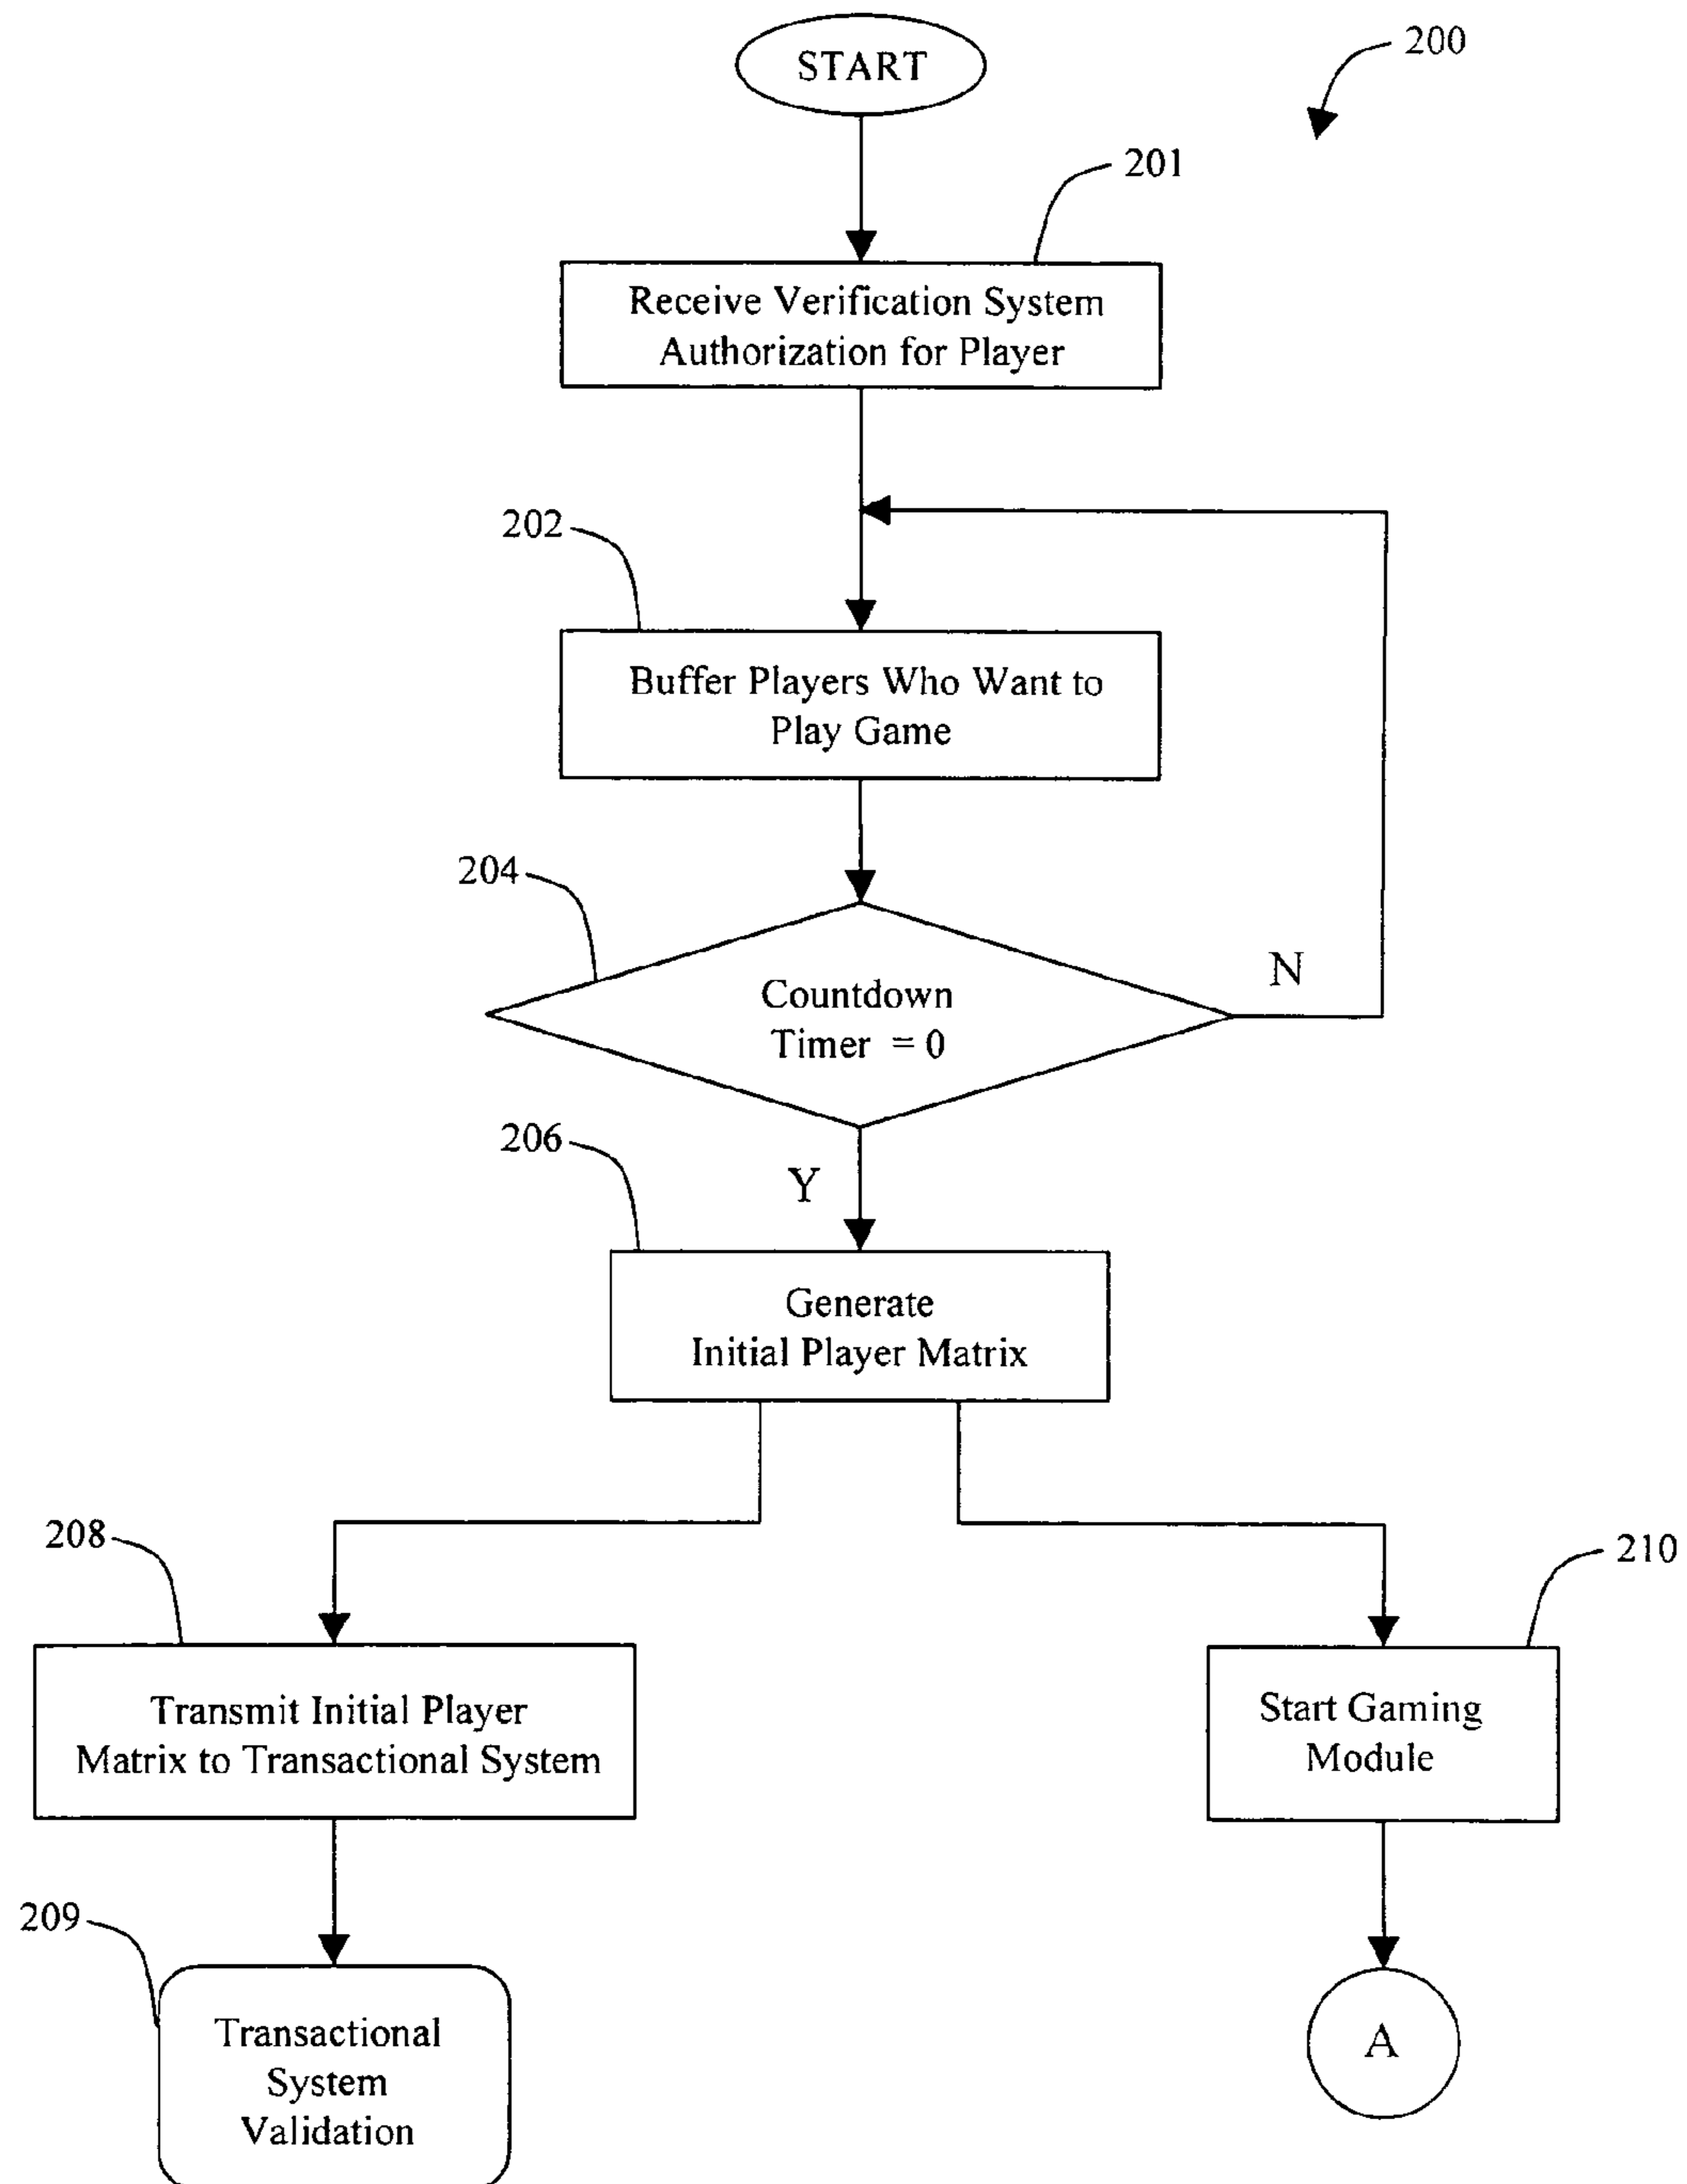 START
200
201
Receive Verification System
Authorization for Player
202
Buffer Players Who Want to
Play Game
204
N
Countdown
Timer = 0
206
Y
Generate
Initial Player Matrix
208
210
Transmit Initial Player
Matrix to Transactional System
Start Gaming
Module
209
Transactional
System
Validation
A